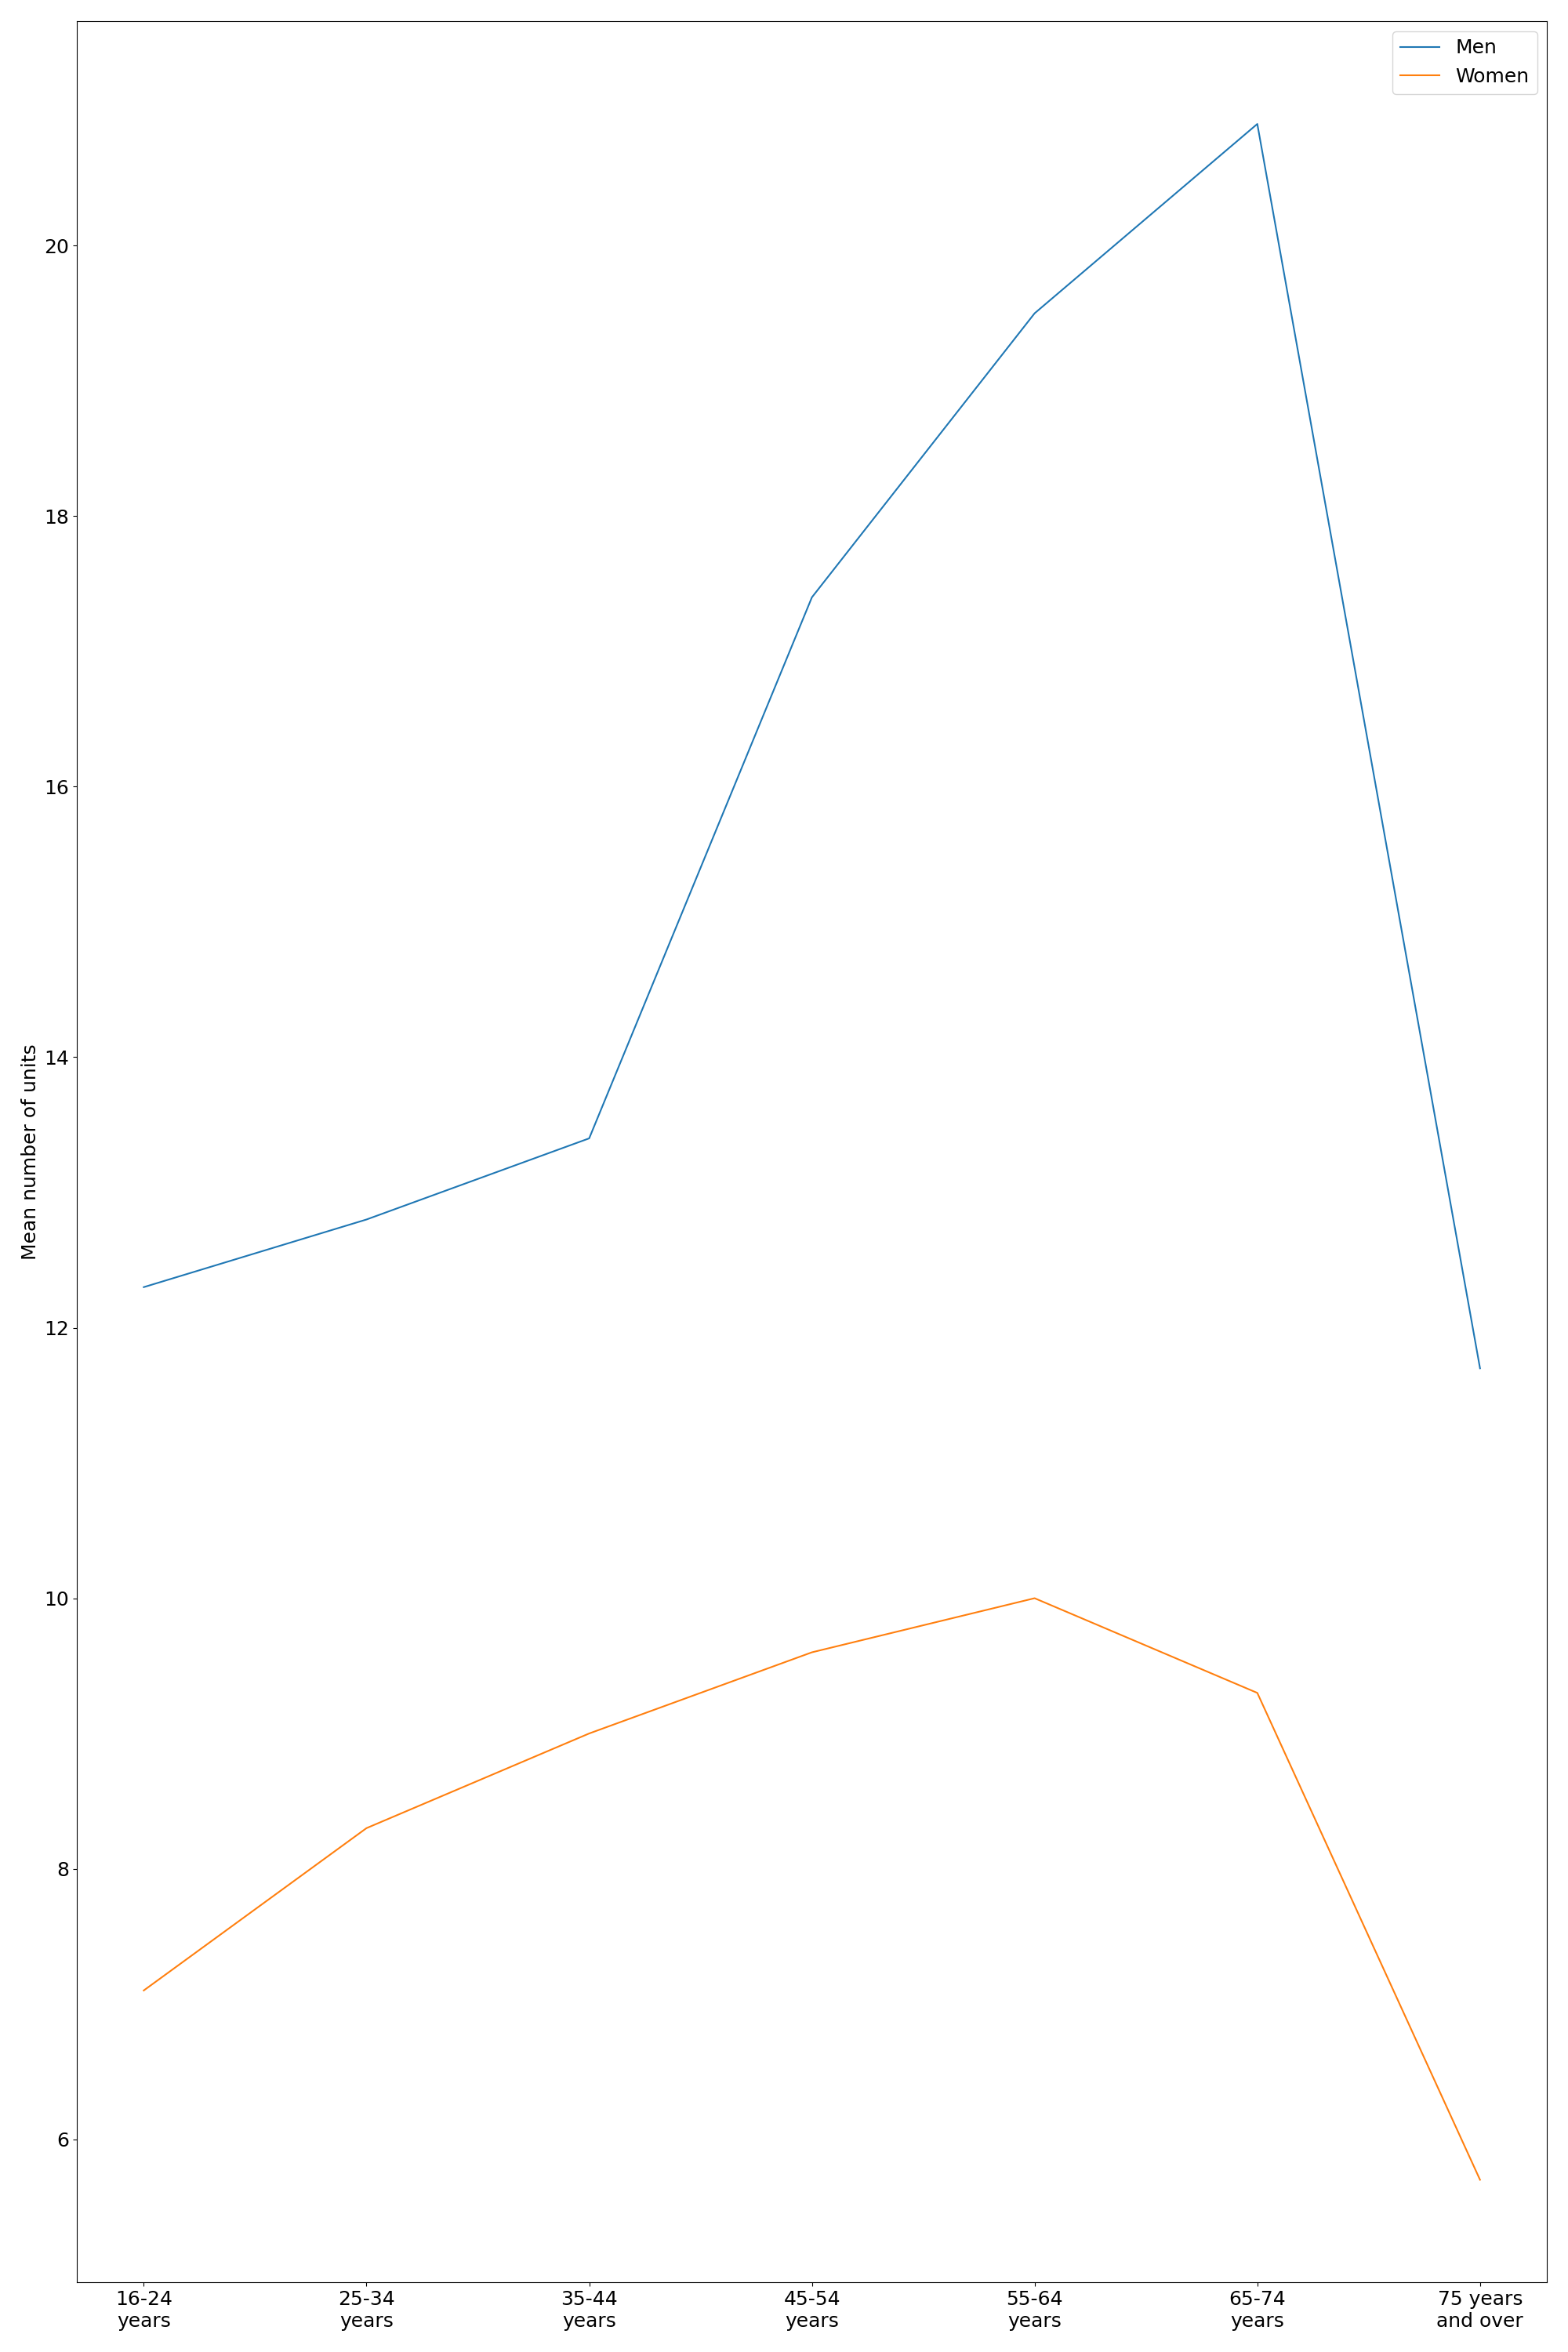 Men
Women
Mean number of units
20
18
16
14
12
10
8
6
16-24
years
25-34
years
35-44
years
45-54
years
55-64
years
65-74
years
75 years
and over